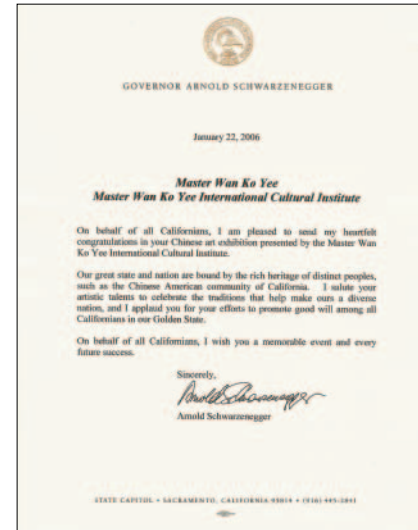 GOVERNOR ARNOLD SCHWARZENEGGER
January 22, 2006
Master Wan Ko Yee
Master Wan Ko Yee International Cultural Institute
On behalf of all Californians, I am pleased to send my heartfelt
congratulations in your Chinese art exhibition presented by the Master Wan
Ko Yee International Cultural Institute.
Our great state and nation are bound by the rich heritage of distinct peoples,
such as the Chinese American community of California. I salute your
artistic talents to celebrate the traditions that help make ours a diverse
nation, and I applaud you for your efforts to promote good will among all
Californians in our Golden State.
On behalf of all Californians, I wish you a memorable event and every
future success.
Sincerely,
Arnold Schwarzenegger
Arnold Schwarzenegger
STATE CAPITOL • SACRAMENTO, CALIFORNIA 95814 • (916) 445-2841